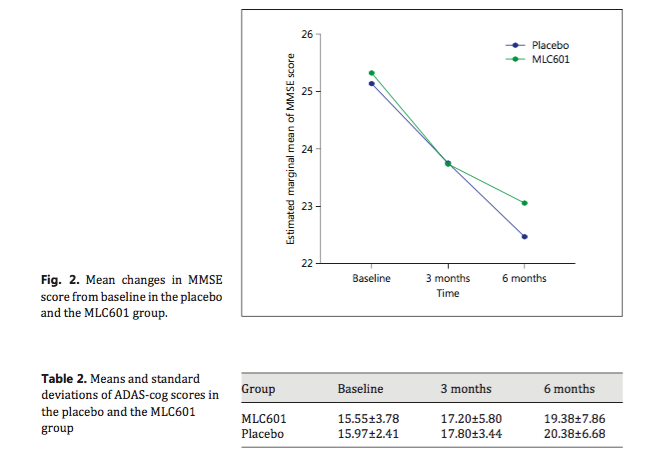 26
Placebo
MLC601
25
24
23
22
Estimated marginal mean of MMSE score
Baseline 3 months 6 months
Time
Fig. 2. Mean changes in MMSE
score from baseline in the placebo
and the MLC601 group.
Table 2. Means and standard
deviations of ADAS-cog scores in
the placebo and the MLC601
group
Group Baseline 3 months 6 months
MLC601 15.55±3.78 17.20±5.80 19.38±7.86
Placebo 15.97±2.41 17.80±3.44 20.38±6.68